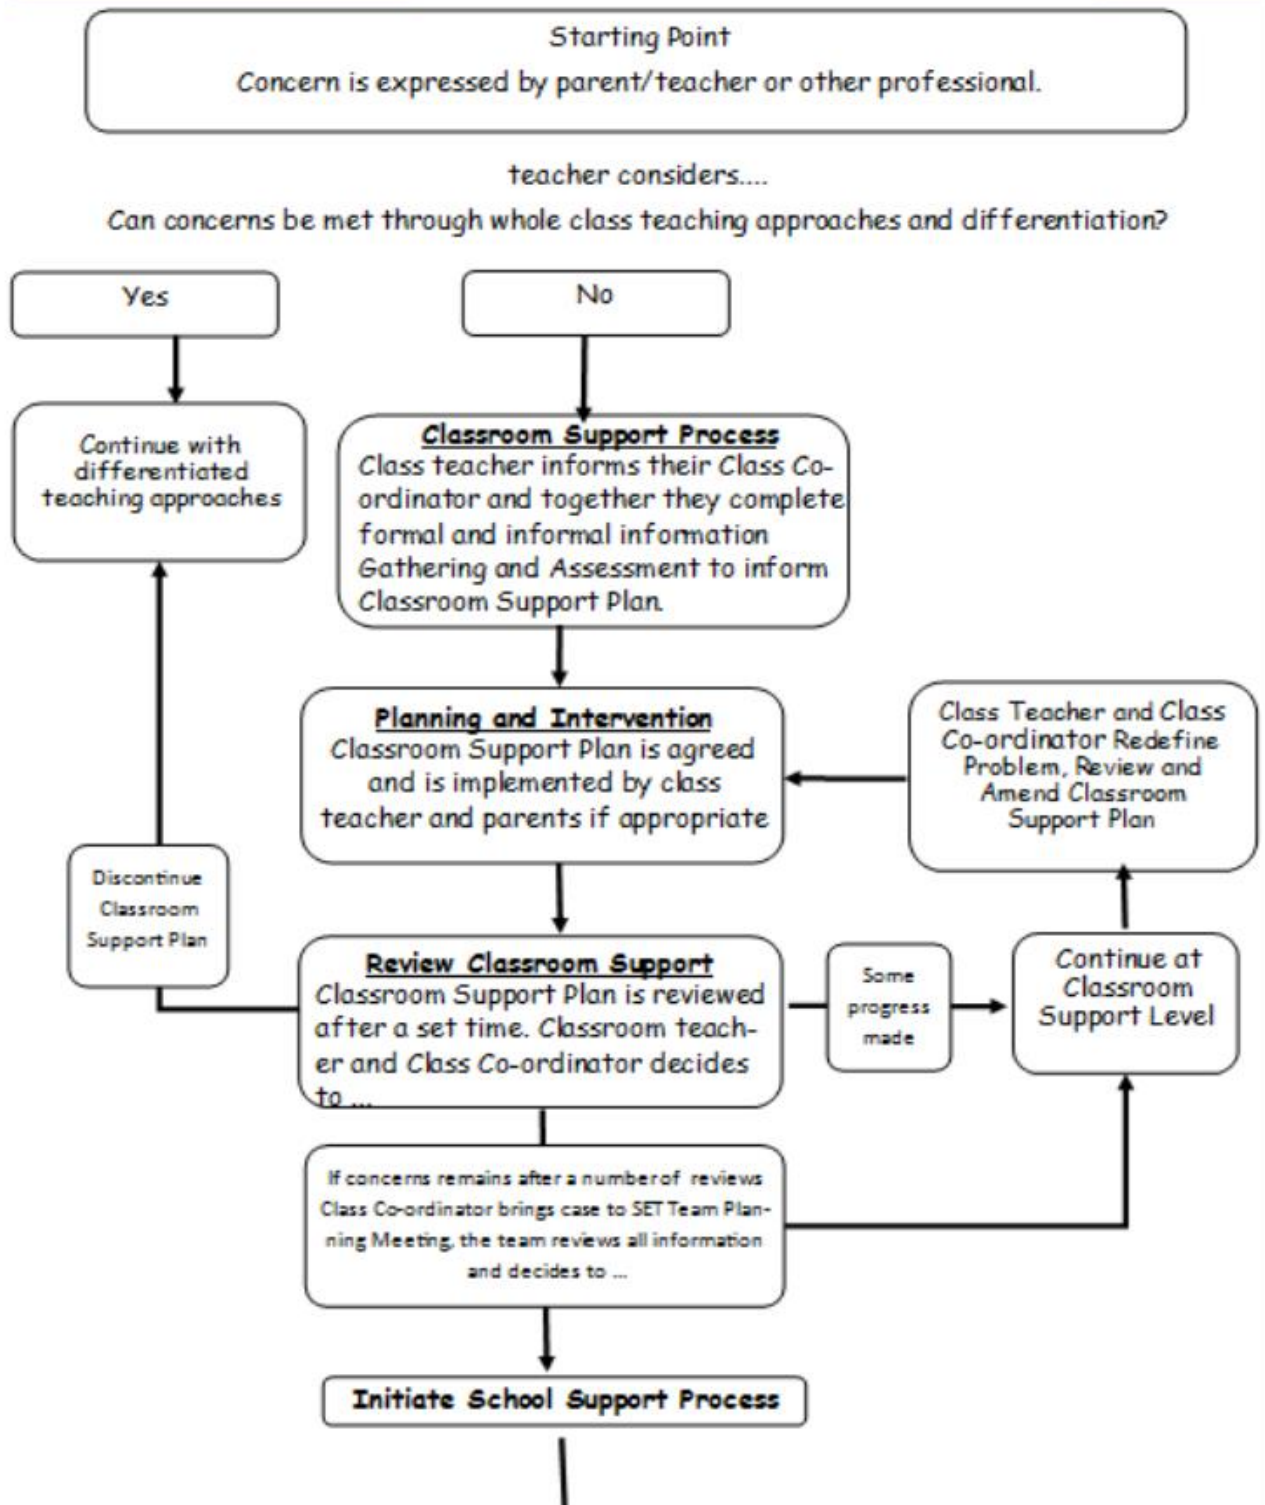 Starting Point
Concern is expressed by parent/teacher or other professional.
teacher considers....
Can concerns be met through whole class teaching approaches and differentiation?
Yes
No
Continue with
differentiated
teaching approaches
Classroom Support Process
Class teacher informs their Class Co-
ordinator and together they complete
formal and informal information
Gathering and Assessment to inform
Classroom Support Plan.
Planning and Intervention
Classroom Support Plan is agreed
and is implemented by class
teacher and parents if appropriate
Class Teacher and Class
Co-ordinator Redefine
Problem, Review and
Amend Classroom
Support Plan
Discontinue
Classroom
Support Plan
Review Classroom Support
Classroom Support Plan is reviewed
after a set time. Classroom teach-
er and Class Co-ordinator decides
to ...
Some
progress
made
Continue at
Classroom
Support Level
If concerns remains after a number of reviews
Class Co-ordinator brings case to SET Team Plan-
ning Meeting, the team reviews all information
and decides to ...
Initiate School Support Process